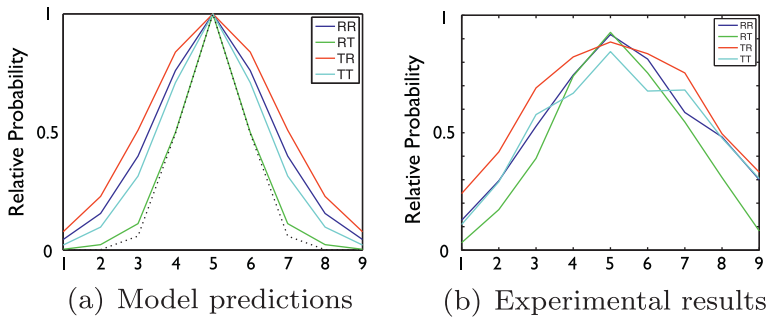 1
RR
RT
TR
TT
0.5
0
Relative Probability
1 2 3 4 5 6 7 8 9
(a) Model predictions
1
RR
RT
TR
TT
0.5
0
Relative Probability
1 2 3 4 5 6 7 8 9
(b) Experimental results